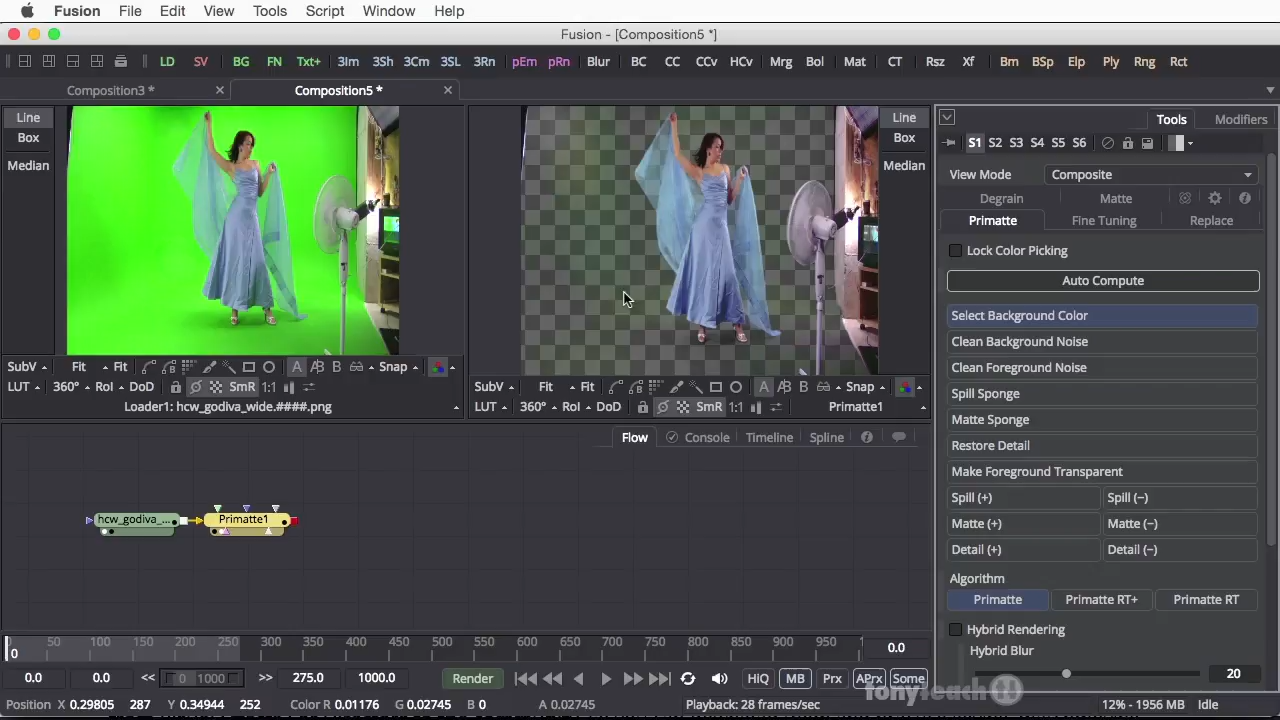 Fusion File Edit View Tools Script Window Help
Fusion - [Composition5 *]
LD SV BG FN Txt+ 3Im 3Sh 3Cm 3SL 3Rn pEm pRn Blur BC CC CCv HCv Mrg Bol Mat CT Rsz Xf Bm BSp Elp Ply Rng Rct
Composition3 * Composition5 *
Line
Box
Median
Line
Box
Median
SubV Fit Fit A B B Snap
LUT 360° RoI DoD SmR 1:1
Loader1: hcw_godiva_wide.####.png
SubV Fit Fit A B B Snap
LUT 360° RoI DoD SmR 1:1 Primatte1
Tools Modifiers
S1 S2 S3 S4 S5 S6
View Mode Composite
Degrain Matte
Primatte Fine Tuning Replace
Lock Color Picking
Auto Compute
Select Background Color
Clean Background Noise
Clean Foreground Noise
Spill Sponge
Matte Sponge
Restore Detail
Make Foreground Transparent
Spill (+) Spill (−)
Matte (+) Matte (−)
Detail (+) Detail (−)
Algorithm
Primatte Primatte RT+ Primatte RT
Hybrid Rendering
Hybrid Blur
20
Flow Console Timeline Spline
hcw_godiva_... Primatte1
0 50 100 150 200 250 300 350 400 450 500 550 600 650 700 750 800 850 900 950 1
0.0
0.0 0.0 << 0 1000 >> 275.0 1000.0 Render HiQ MB Prx APrx Some
tonyteach
Position X 0.29805 287 Y 0.34944 252 Color R 0.01176 G 0.02745 B 0 A 0.02745 Playback: 28 frames/sec 12% - 1956 MB Idle